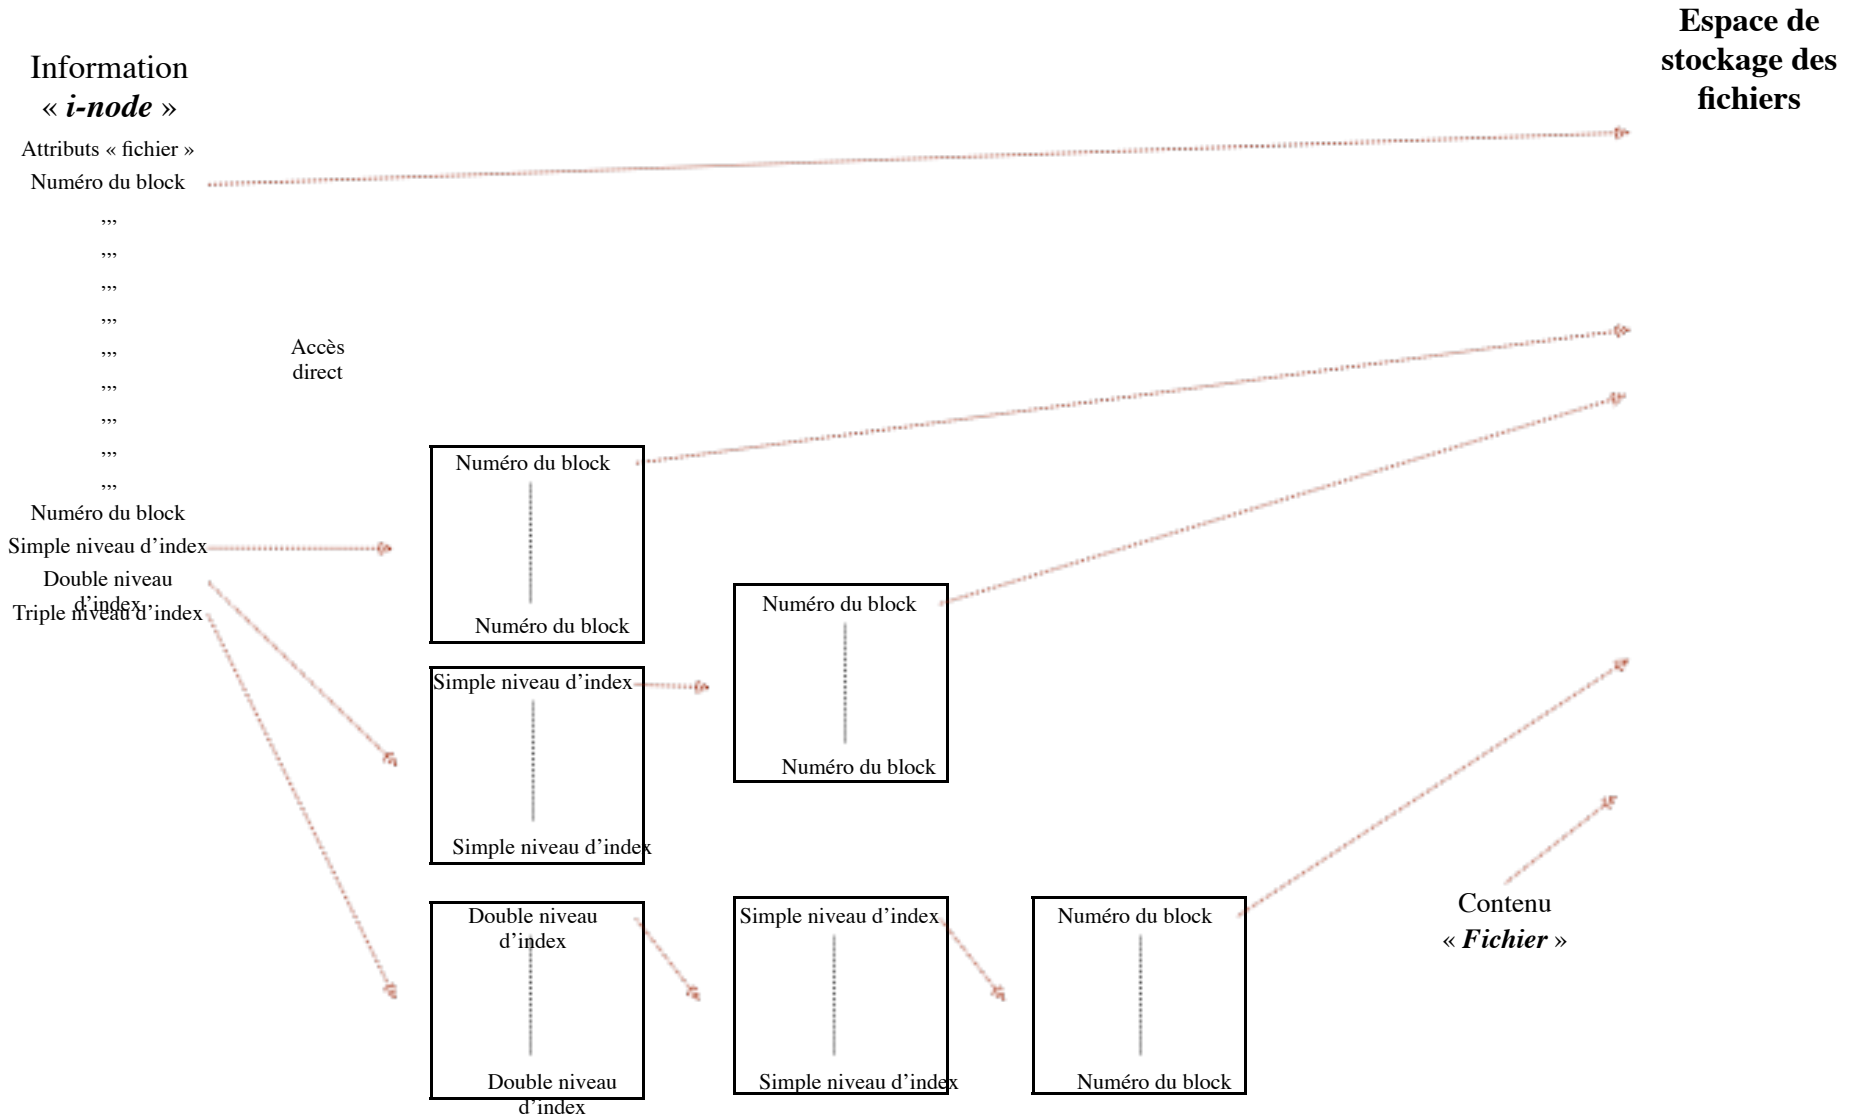 Espace de
stockage des
fichiers
Information
« i-node »
Attributs « fichier »
Numéro du block
,,,
,,,
,,,
,,,
,,,
,,,
,,,
,,,
,,,
Numéro du block
Simple niveau d’index
Double niveau
d’index
Triple niveau d’index
Accès
direct
Numéro du block
Numéro du block
Simple niveau d’index
Simple niveau d’index
Numéro du block
Numéro du block
Double niveau
d’index
Double niveau
d’index
Simple niveau d’index
Simple niveau d’index
Numéro du block
Numéro du block
Contenu
« Fichier »